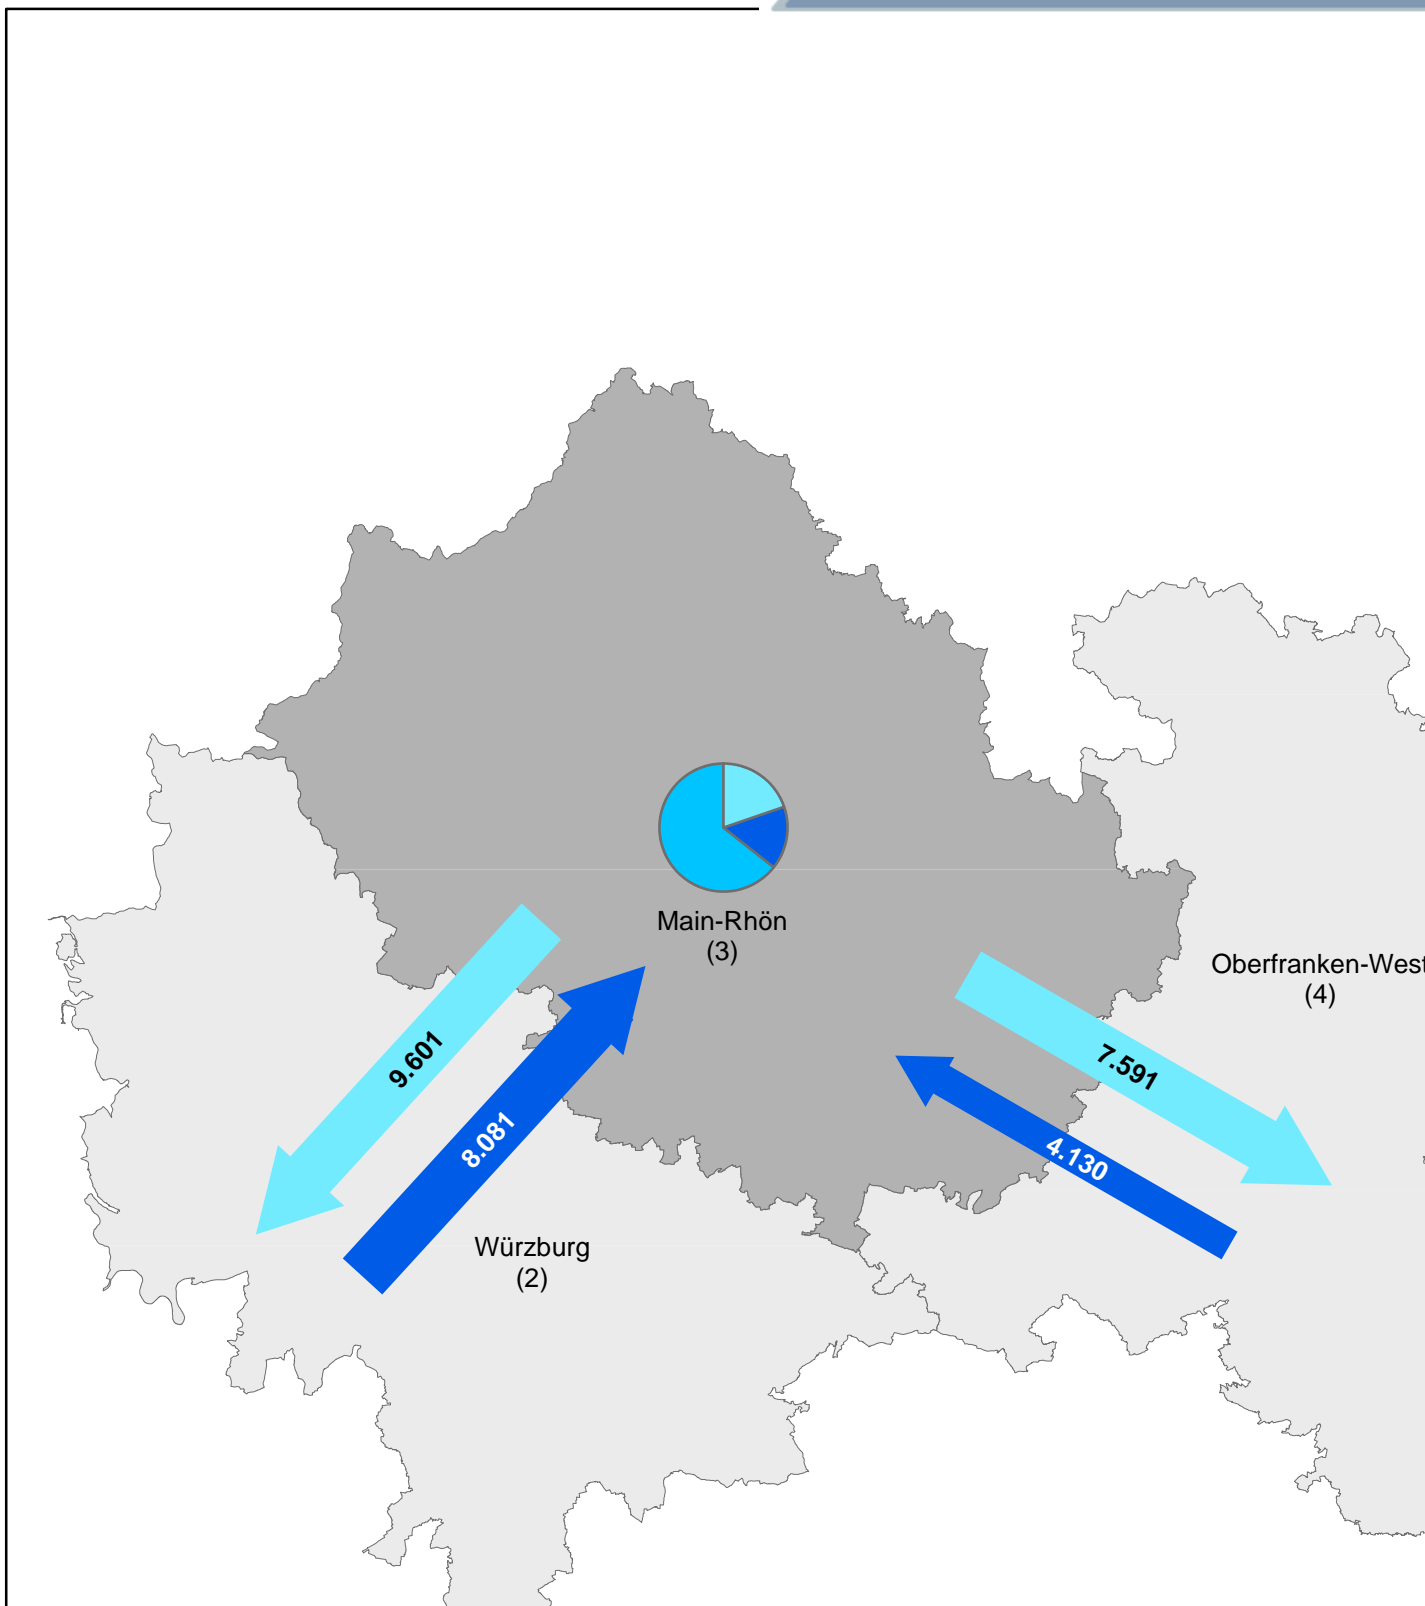 Main-Rhön
(3)
Oberfranken-West
(4)
9.601
7.591
8.081
4.130
Würzburg
(2)